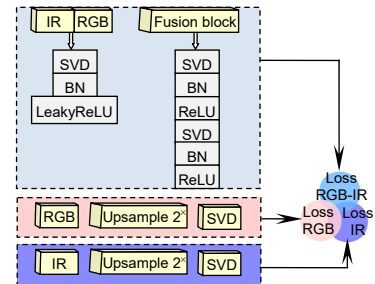 IR RGB
Fusion block
SVD
BN
LeakyReLU
SVD
BN
ReLU
SVD
BN
ReLU
RGB
Upsample 2×
SVD
IR
Upsample 2×
SVD
Loss
RGB-IR
Loss
RGB
Loss
IR